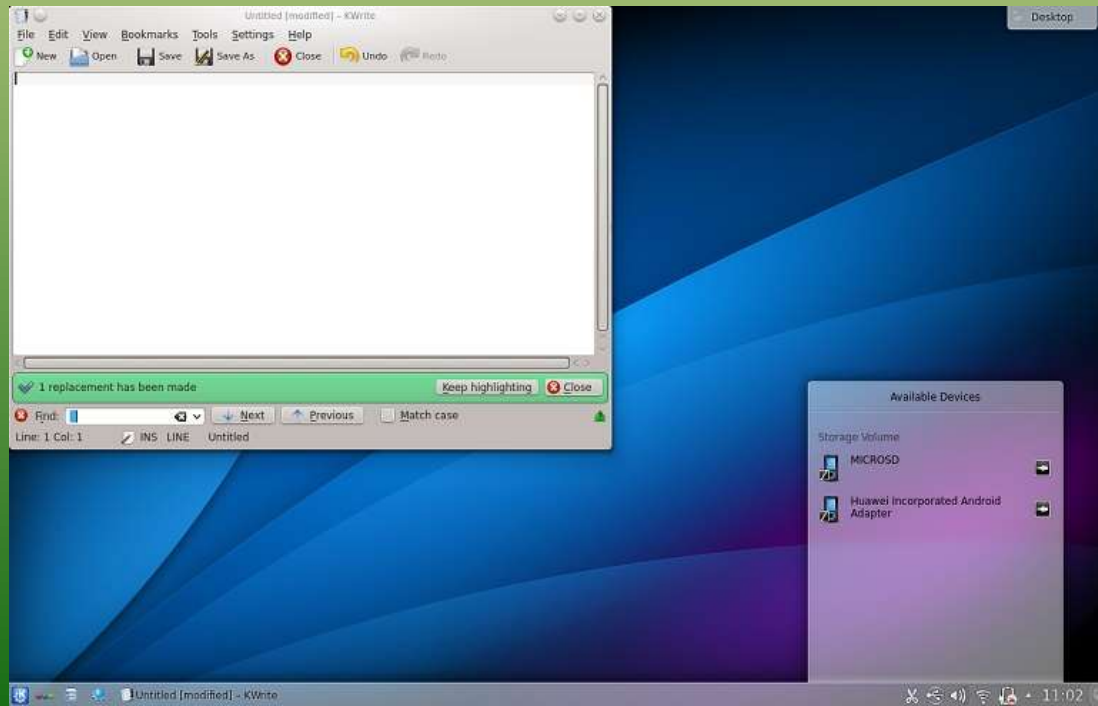 Untitled [modified] – KWrite
File Edit View Bookmarks Tools Settings Help
New Open Save Save As Close Undo Redo
1 replacement has been made Keep highlighting Close
Find: Next Previous Match case
Line: 1 Col: 1 INS LINE Untitled
Desktop
Available Devices
Storage Volume
MICROSD
Huawei Incorporated Android
Adapter
Untitled [modified] – KWrite
11:02